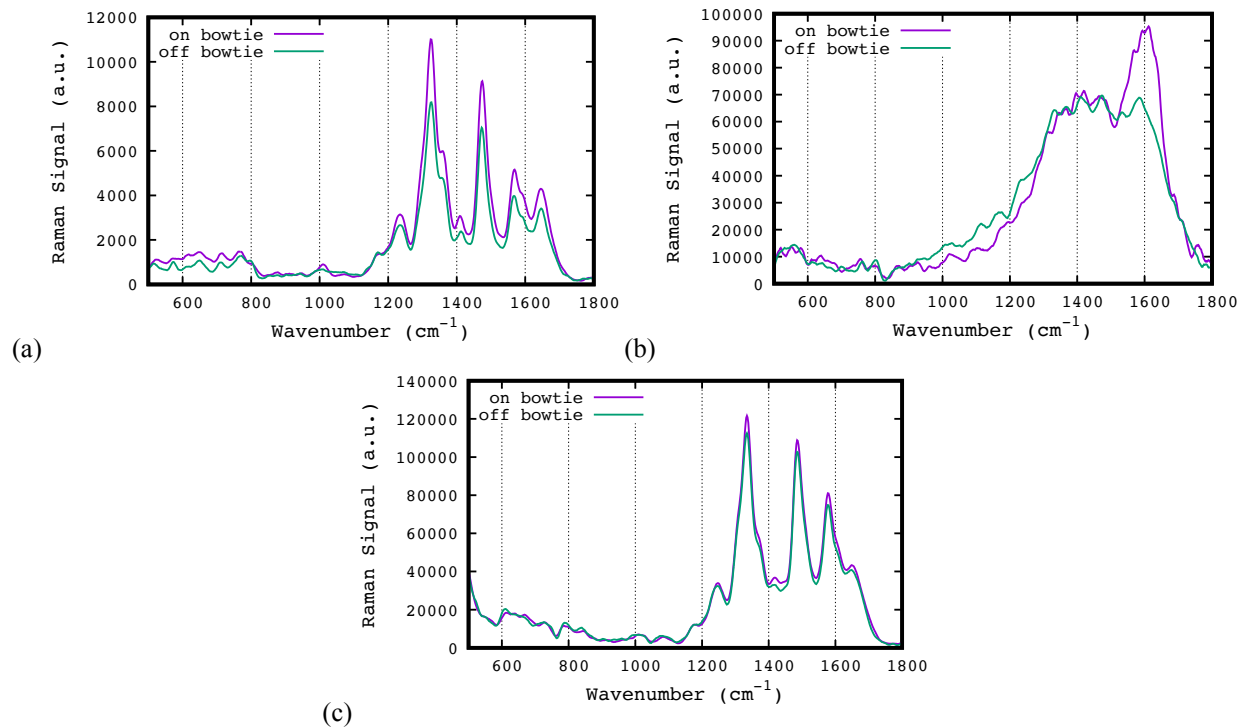 12000
10000
8000
6000
4000
2000
0
Raman Signal (a.u.)
on bowtie
off bowtie
600 800 1000 1200 1400 1600 1800
Wavenumber (cm⁻¹)
(a)
100000
90000
80000
70000
60000
50000
40000
30000
20000
10000
0
Raman Signal (a.u.)
on bowtie
off bowtie
600 800 1000 1200 1400 1600 1800
Wavenumber (cm⁻¹)
(b)
140000
120000
100000
80000
60000
40000
20000
0
Raman Signal (a.u.)
on bowtie
off bowtie
600 800 1000 1200 1400 1600 1800
Wavenumber (cm⁻¹)
(c)